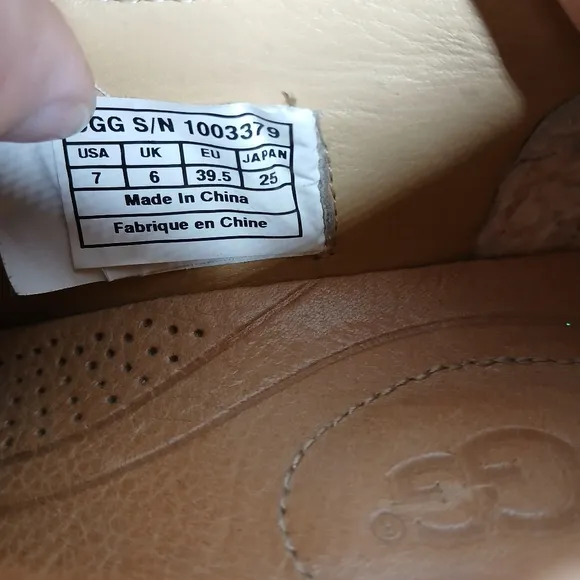 UGG S/N 1003379
USA UK EU JAPAN
7 6 39.5 25
Made In China
Fabrique en Chine